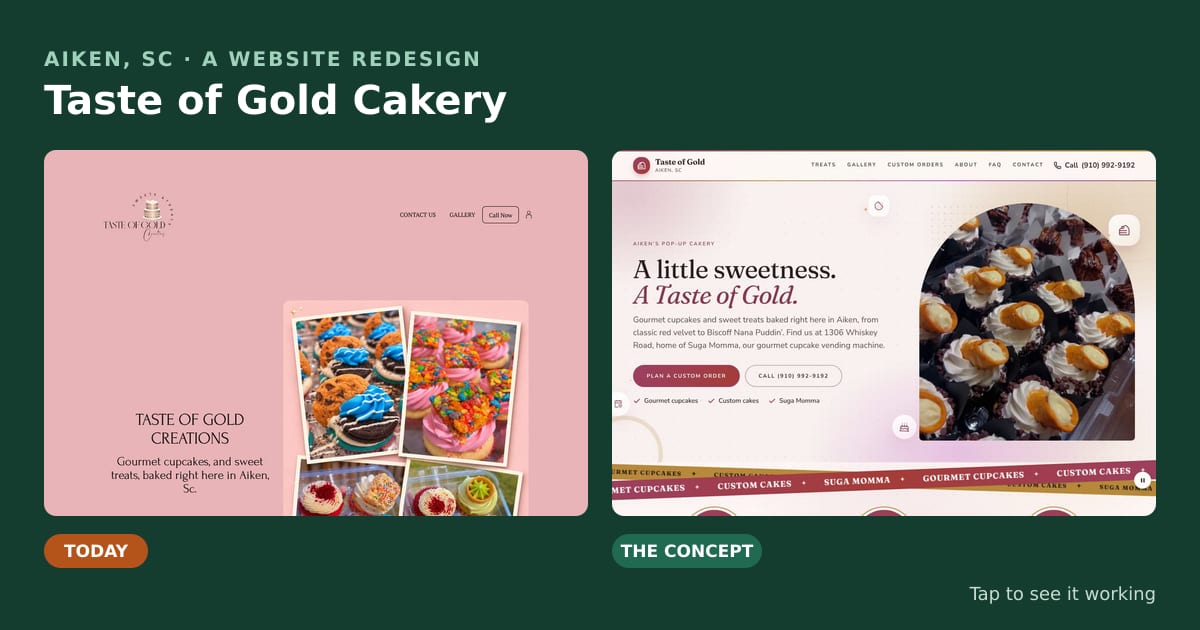 AIKEN, SC · A WEBSITE REDESIGN
Taste of Gold Cakery
TASTE OF GOLD
Creations
CONTACT US
GALLERY
Call Now
TASTE OF GOLD
CREATIONS
Gourmet cupcakes, and sweet
treats, baked right here in Aiken,
Sc.
TODAY
Taste of Gold
AIKEN, SC
TREATS
GALLERY
CUSTOM ORDERS
ABOUT
FAQ
CONTACT
Call (910) 992-9192
AIKEN'S POP-UP CAKERY
A little sweetness.
A Taste of Gold.
Gourmet cupcakes and sweet treats baked right here in Aiken, from
classic red velvet to Biscoff Nana Puddin'. Find us at 1306 Whiskey
Road, home of Suga Momma, our gourmet cupcake vending machine.
PLAN A CUSTOM ORDER
CALL (910) 992-9192
Gourmet cupcakes
Custom cakes
Suga Momma
CUPCAKES
CUSTOM CAKES
SUGA MOMMA
GOURMET CUPCAKES
CUSTOM CAKES
THE CONCEPT
Tap to see it working